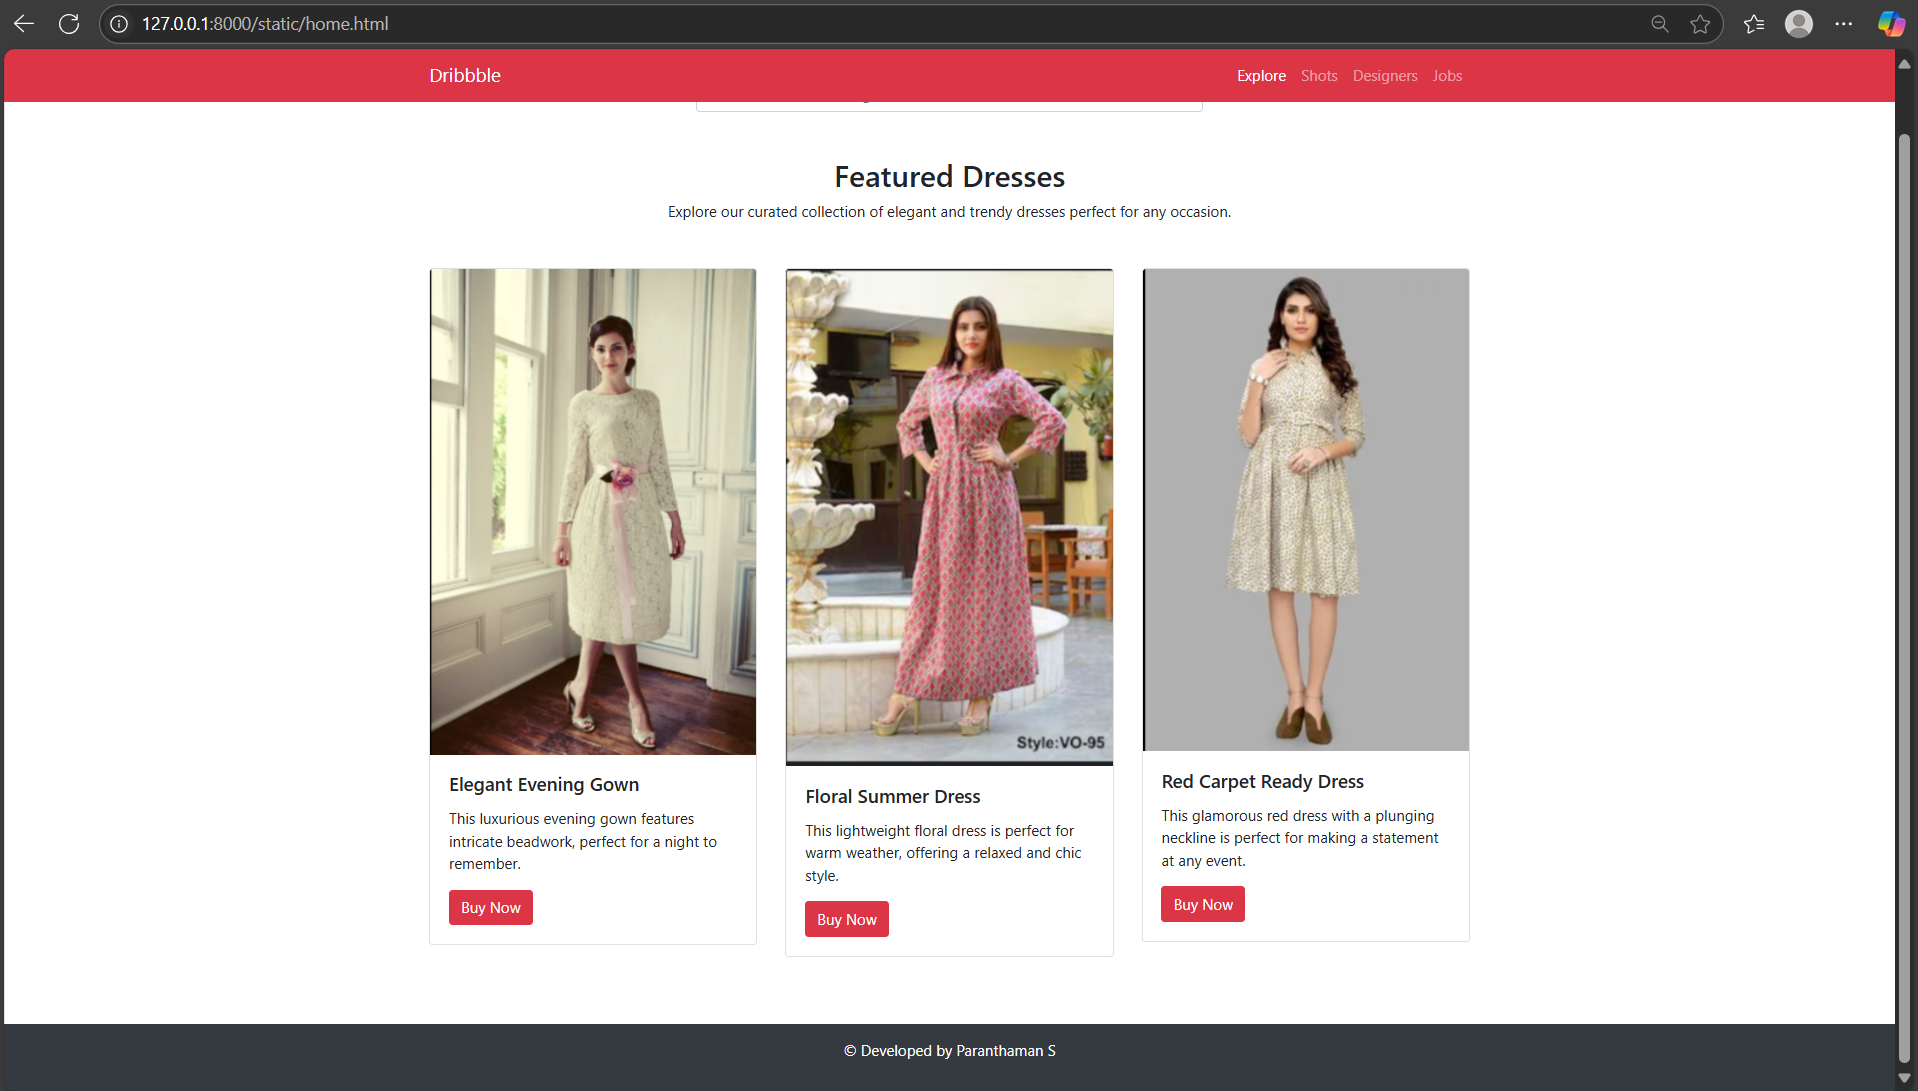 127.0.0.1:8000/static/home.html
Dribbble
Explore Shots Designers Jobs
Featured Dresses
Explore our curated collection of elegant and trendy dresses perfect for any occasion.
Style:VO-95
Elegant Evening Gown
This luxurious evening gown features
intricate beadwork, perfect for a night to
remember.
Buy Now
Floral Summer Dress
This lightweight floral dress is perfect for
warm weather, offering a relaxed and chic
style.
Buy Now
Red Carpet Ready Dress
This glamorous red dress with a plunging
neckline is perfect for making a statement
at any event.
Buy Now
© Developed by Paranthaman S